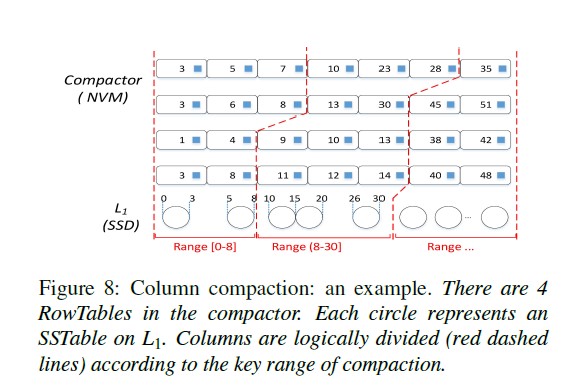 3 5 7 10 23 28 35
Compactor
( NVM)
3 6 8 13 30 45 51
1 4 9 10 13 38 42
3 8 11 12 14 40 48
0 3 5 8 10 15 20 26 30
L1
(SSD)
...
Range [0-8] Range (8-30] Range ...
Figure 8: Column compaction: an example. There are 4
RowTables in the compactor. Each circle represents an
SSTable on L1. Columns are logically divided (red dashed
lines) according to the key range of compaction.